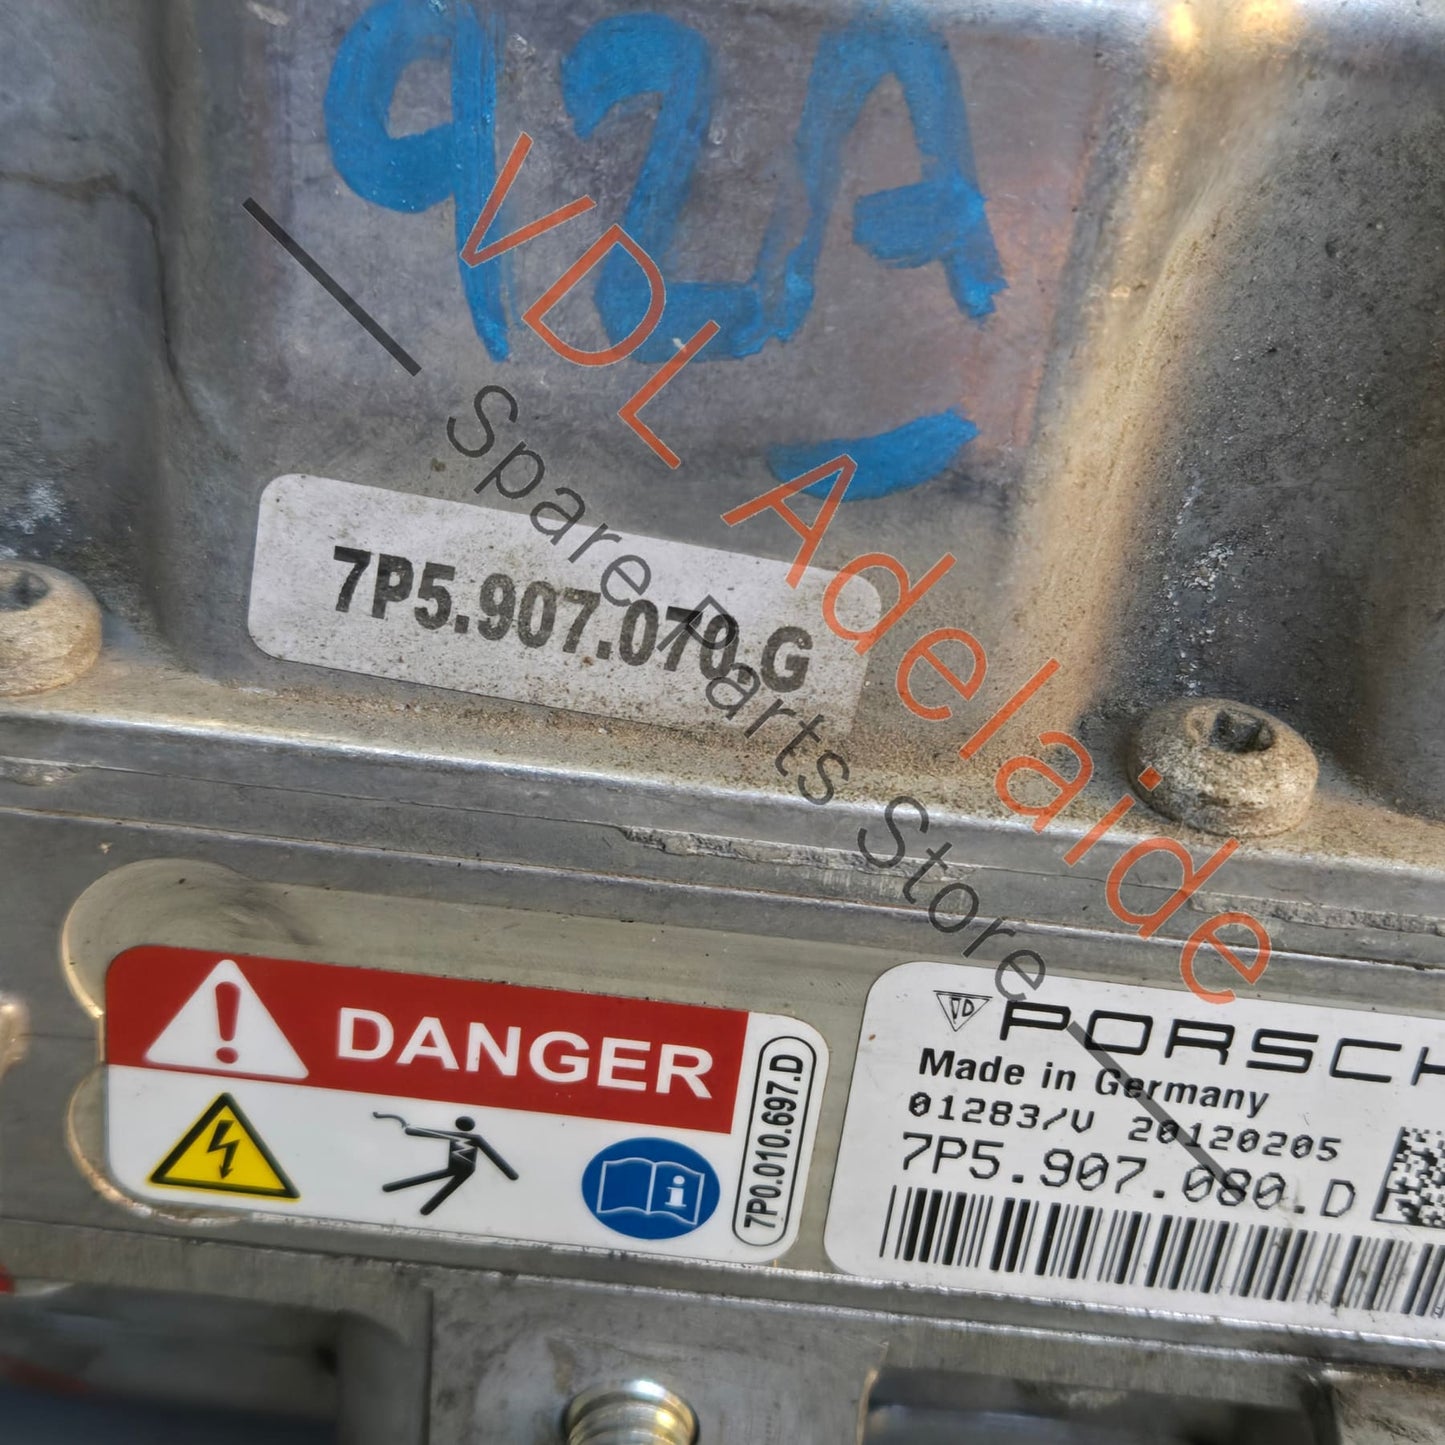 92A
VDL Adelaide
Spare Parts Store
7P5.907.070.G
DANGER
7P0.010.697.D
i
PORSCH
Made in Germany
01283/V 20120205
7P5.907.080.D